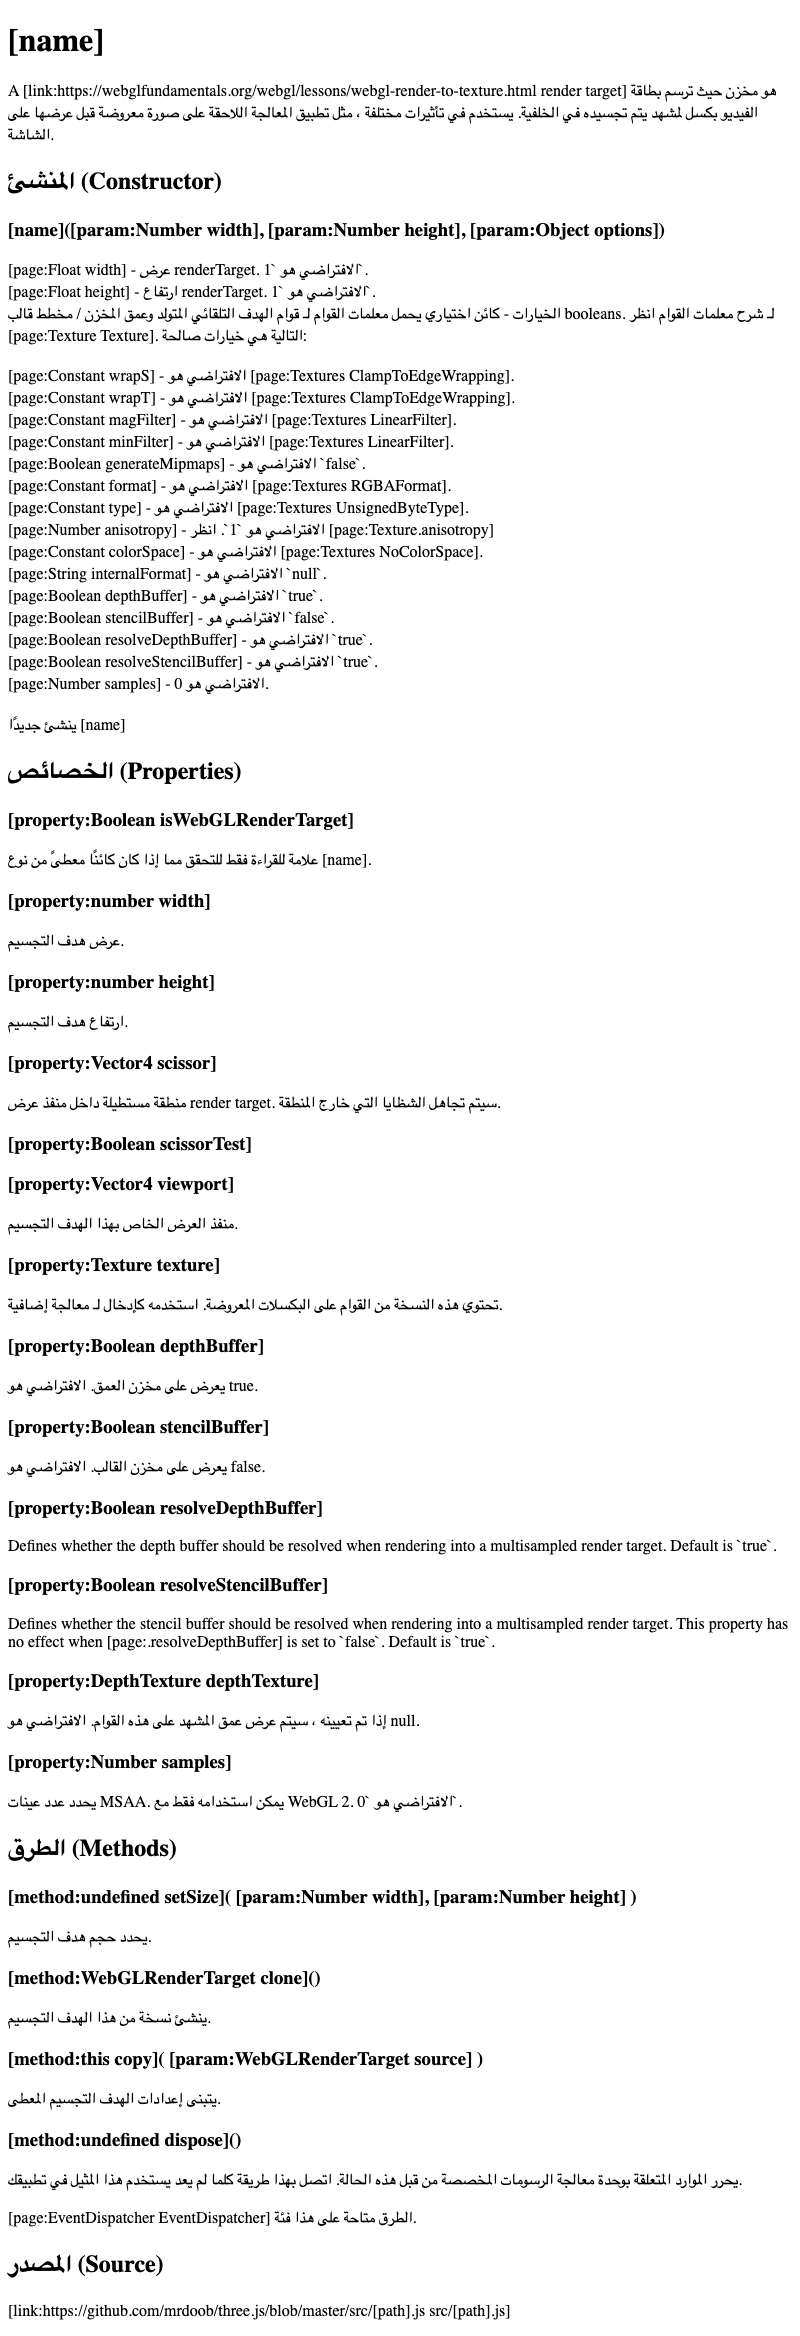 [name]
A [link:https://webglfundamentals.org/webgl/lessons/webgl-render-to-texture.html render target] هو مخزن حيث ترسم بطاقة
الفيديو بكسل لمشهد يتم تجسيده في الخلفية. يستخدم في تأثيرات مختلفة ، مثل تطبيق المعالجة اللاحقة على صورة معروضة قبل عرضها على
الشاشة.
المنشئ (Constructor)
[name]([param:Number width], [param:Number height], [param:Object options])
[page:Float width] - عرض renderTarget. الافتراضي هو `1`.
[page:Float height] - ارتفاع renderTarget. الافتراضي هو `1`.
الخيارات - كائن اختياري يحمل معلمات القوام لـ قوام الهدف التلقائي المتولد وعمق المخزن / مخطط قالب booleans. لـ شرح معلمات القوام انظر
[page:Texture Texture]. التالية هي خيارات صالحة:
[page:Constant wrapS] - الافتراضي هو [page:Textures ClampToEdgeWrapping].
[page:Constant wrapT] - الافتراضي هو [page:Textures ClampToEdgeWrapping].
[page:Constant magFilter] - الافتراضي هو [page:Textures LinearFilter].
[page:Constant minFilter] - الافتراضي هو [page:Textures LinearFilter].
[page:Boolean generateMipmaps] - الافتراضي هو `false`.
[page:Constant format] - الافتراضي هو [page:Textures RGBAFormat].
[page:Constant type] - الافتراضي هو [page:Textures UnsignedByteType].
[page:Number anisotropy] - الافتراضي هو `1`. انظر [page:Texture.anisotropy]
[page:Constant colorSpace] - الافتراضي هو [page:Textures NoColorSpace].
[page:String internalFormat] - الافتراضي هو `null`.
[page:Boolean depthBuffer] - الافتراضي هو `true`.
[page:Boolean stencilBuffer] - الافتراضي هو `false`.
[page:Boolean resolveDepthBuffer] - الافتراضي هو `true`.
[page:Boolean resolveStencilBuffer] - الافتراضي هو `true`.
[page:Number samples] - الافتراضي هو 0.
ينشئ جديدًا [name]
الخصائص (Properties)
[property:Boolean isWebGLRenderTarget]
علامة للقراءة فقط للتحقق مما إذا كان كائنًا معطىً من نوع [name].
[property:number width]
عرض هدف التجسيم.
[property:number height]
ارتفاع هدف التجسيم.
[property:Vector4 scissor]
منطقة مستطيلة داخل منفذ عرض render target. سيتم تجاهل الشظايا التي خارج المنطقة.
[property:Boolean scissorTest]
[property:Vector4 viewport]
منفذ العرض الخاص بهذا الهدف التجسيم.
[property:Texture texture]
تحتوي هذه النسخة من القوام على البكسلات المعروضة. استخدمه كإدخال لـ معالجة إضافية.
[property:Boolean depthBuffer]
يعرض على مخزن العمق. الافتراضي هو true.
[property:Boolean stencilBuffer]
يعرض على مخزن القالب. الافتراضي هو false.
[property:Boolean resolveDepthBuffer]
Defines whether the depth buffer should be resolved when rendering into a multisampled render target. Default is `true`.
[property:Boolean resolveStencilBuffer]
Defines whether the stencil buffer should be resolved when rendering into a multisampled render target. This property has
no effect when [page:.resolveDepthBuffer] is set to `false`. Default is `true`.
[property:DepthTexture depthTexture]
إذا تم تعيينه ، سيتم عرض عمق المشهد على هذه القوام. الافتراضي هو null.
[property:Number samples]
يحدد عدد عينات MSAA. يمكن استخدامه فقط مع WebGL 2. الافتراضي هو `0`.
الطرق (Methods)
[method:undefined setSize]( [param:Number width], [param:Number height] )
يحدد حجم هدف التجسيم.
[method:WebGLRenderTarget clone]()
ينشئ نسخة من هذا الهدف التجسيم.
[method:this copy]( [param:WebGLRenderTarget source] )
يتبنى إعدادات الهدف التجسيم المعطى.
[method:undefined dispose]()
يحرر الموارد المتعلقة بوحدة معالجة الرسومات المخصصة من قبل هذه الحالة. اتصل بهذا طريقة كلما لم يعد يستخدم هذا المثيل في تطبيقك.
[page:EventDispatcher EventDispatcher] الطرق متاحة على هذا فئة.
المصدر (Source)
[link:https://github.com/mrdoob/three.js/blob/master/src/[path].js src/[path].js]